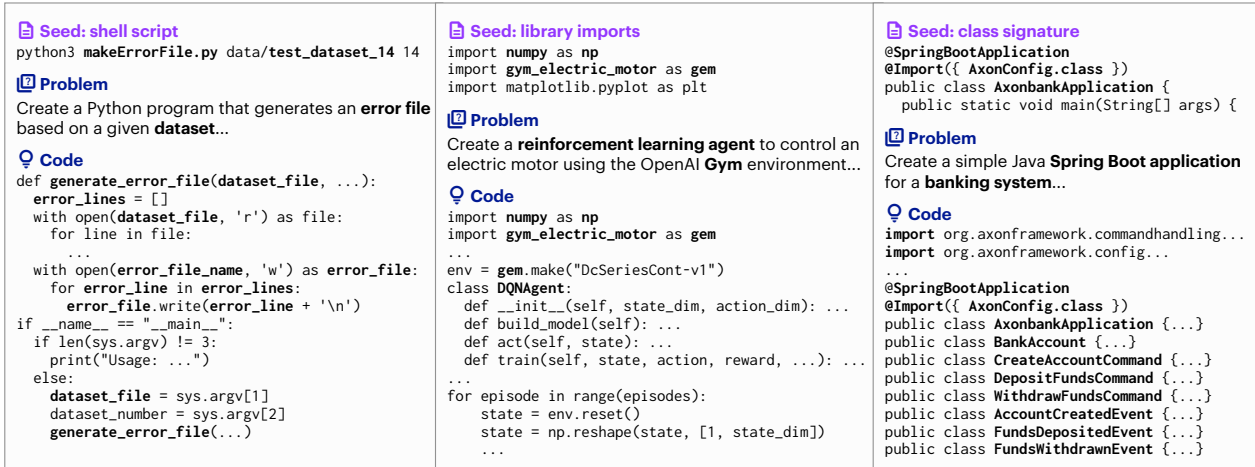 Seed: shell script
python3 makeErrorFile.py data/test_dataset_14 14
Problem
Create a Python program that generates an error file
based on a given dataset...
Code
def generate_error_file(dataset_file, ...):
  error_lines = []
  with open(dataset_file, 'r') as file:
    for line in file:
      ...
  with open(error_file_name, 'w') as error_file:
    for error_line in error_lines:
      error_file.write(error_line + '\n')
if __name__ == "__main__":
  if len(sys.argv) != 3:
    print("Usage: ...")
  else:
    dataset_file = sys.argv[1]
    dataset_number = sys.argv[2]
    generate_error_file(...)
Seed: library imports
import numpy as np
import gym_electric_motor as gem
import matplotlib.pyplot as plt
Problem
Create a reinforcement learning agent to control an
electric motor using the OpenAI Gym environment...
Code
import numpy as np
import gym_electric_motor as gem
...
env = gem.make("DcSeriesCont-v1")
class DQNAgent:
  def __init__(self, state_dim, action_dim): ...
  def build_model(self): ...
  def act(self, state): ...
  def train(self, state, action, reward, ...): ...
...
for episode in range(episodes):
    state = env.reset()
    state = np.reshape(state, [1, state_dim])
    ...
Seed: class signature
@SpringBootApplication
@Import({ AxonConfig.class })
public class AxonbankApplication {
  public static void main(String[] args) {
Problem
Create a simple Java Spring Boot application
for a banking system...
Code
import org.axonframework.commandhandling...
import org.axonframework.config...
...
@SpringBootApplication
@Import({ AxonConfig.class })
public class AxonbankApplication {...}
public class BankAccount {...}
public class CreateAccountCommand {...}
public class DepositFundsCommand {...}
public class WithdrawFundsCommand {...}
public class AccountCreatedEvent {...}
public class FundsDepositedEvent {...}
public class FundsWithdrawnEvent {...}